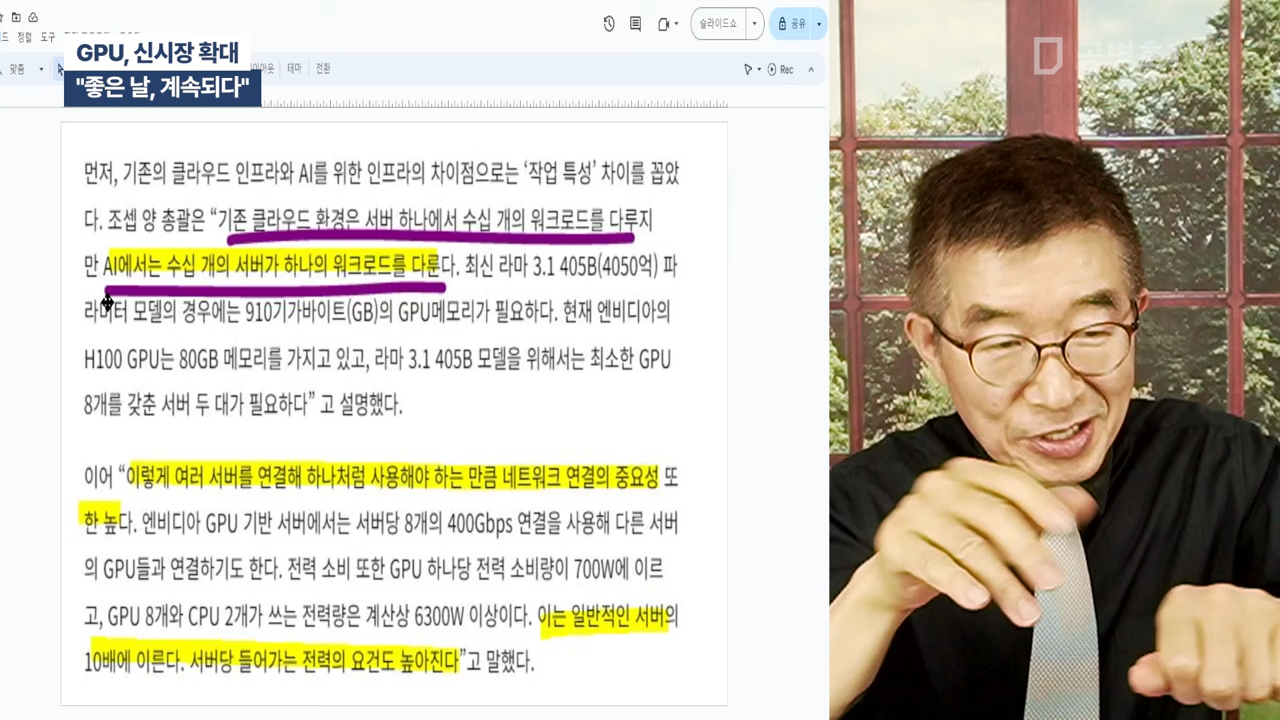 슬라이드쇼
공유
정렬
도구
GPU, 신시장 확대
"좋은 날, 계속되다"
맞춤
테마
전환
Rec
먼저, 기존의 클라우드 인프라와 AI를 위한 인프라의 차이점으로는 ‘작업 특성’ 차이를 꼽았
다. 조셉 양 총괄은 “기존 클라우드 환경은 서버 하나에서 수십 개의 워크로드를 다루지
만 AI에서는 수십 개의 서버가 하나의 워크로드를 다룬다. 최신 라마 3.1 405B(4050억) 파
라미터 모델의 경우에는 910기가바이트(GB)의 GPU메모리가 필요하다. 현재 엔비디아의
H100 GPU는 80GB 메모리를 가지고 있고, 라마 3.1 405B 모델을 위해서는 최소한 GPU
8개를 갖춘 서버 두 대가 필요하다” 고 설명했다.
이어 “이렇게 여러 서버를 연결해 하나처럼 사용해야 하는 만큼 네트워크 연결의 중요성 또
한 높다. 엔비디아 GPU 기반 서버에서는 서버당 8개의 400Gbps 연결을 사용해 다른 서버
의 GPU들과 연결하기도 한다. 전력 소비 또한 GPU 하나당 전력 소비량이 700W에 이르
고, GPU 8개와 CPU 2개가 쓰는 전력량은 계산상 6300W 이상이다. 이는 일반적인 서버의
10배에 이른다. 서버당 들어가는 전력의 요건도 높아진다”고 말했다.